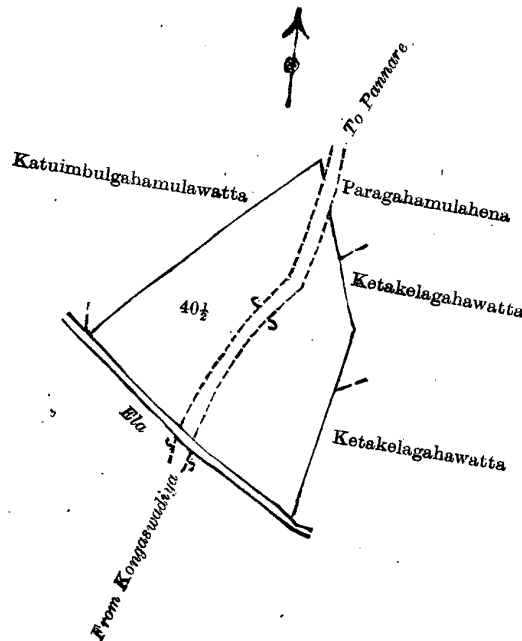 To Pannare
Katuimbulgahamulawatta
Paragahamulahena
Ketakelagahawatta
40½
Ela
Ketakelagahawatta
From Kongaswadiya